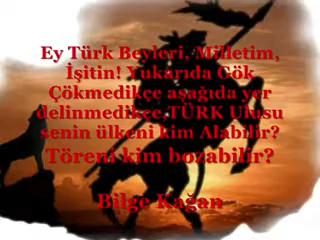 Ey Türk Beyleri, Milletim,
İşitin! Yukarıda Gök
Çökmedikçe aşağıda yer
delinmedikçe,TÜRK Ulusu
senin ülkeni kim Alabilir?
Töreni kim bozabilir?
Bilge Kağan